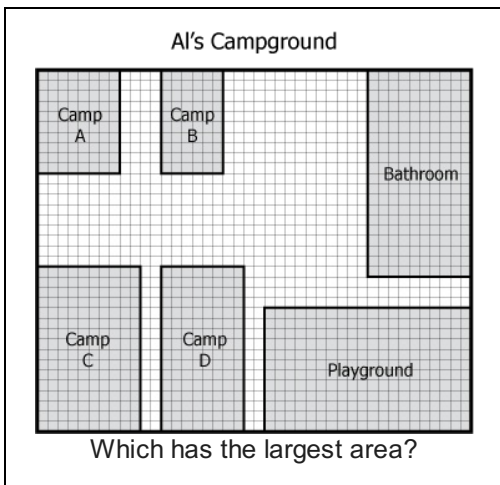 Al's Campground
Camp
A
Camp
B
Bathroom
Camp
C
Camp
D
Playground
Which has the largest area?